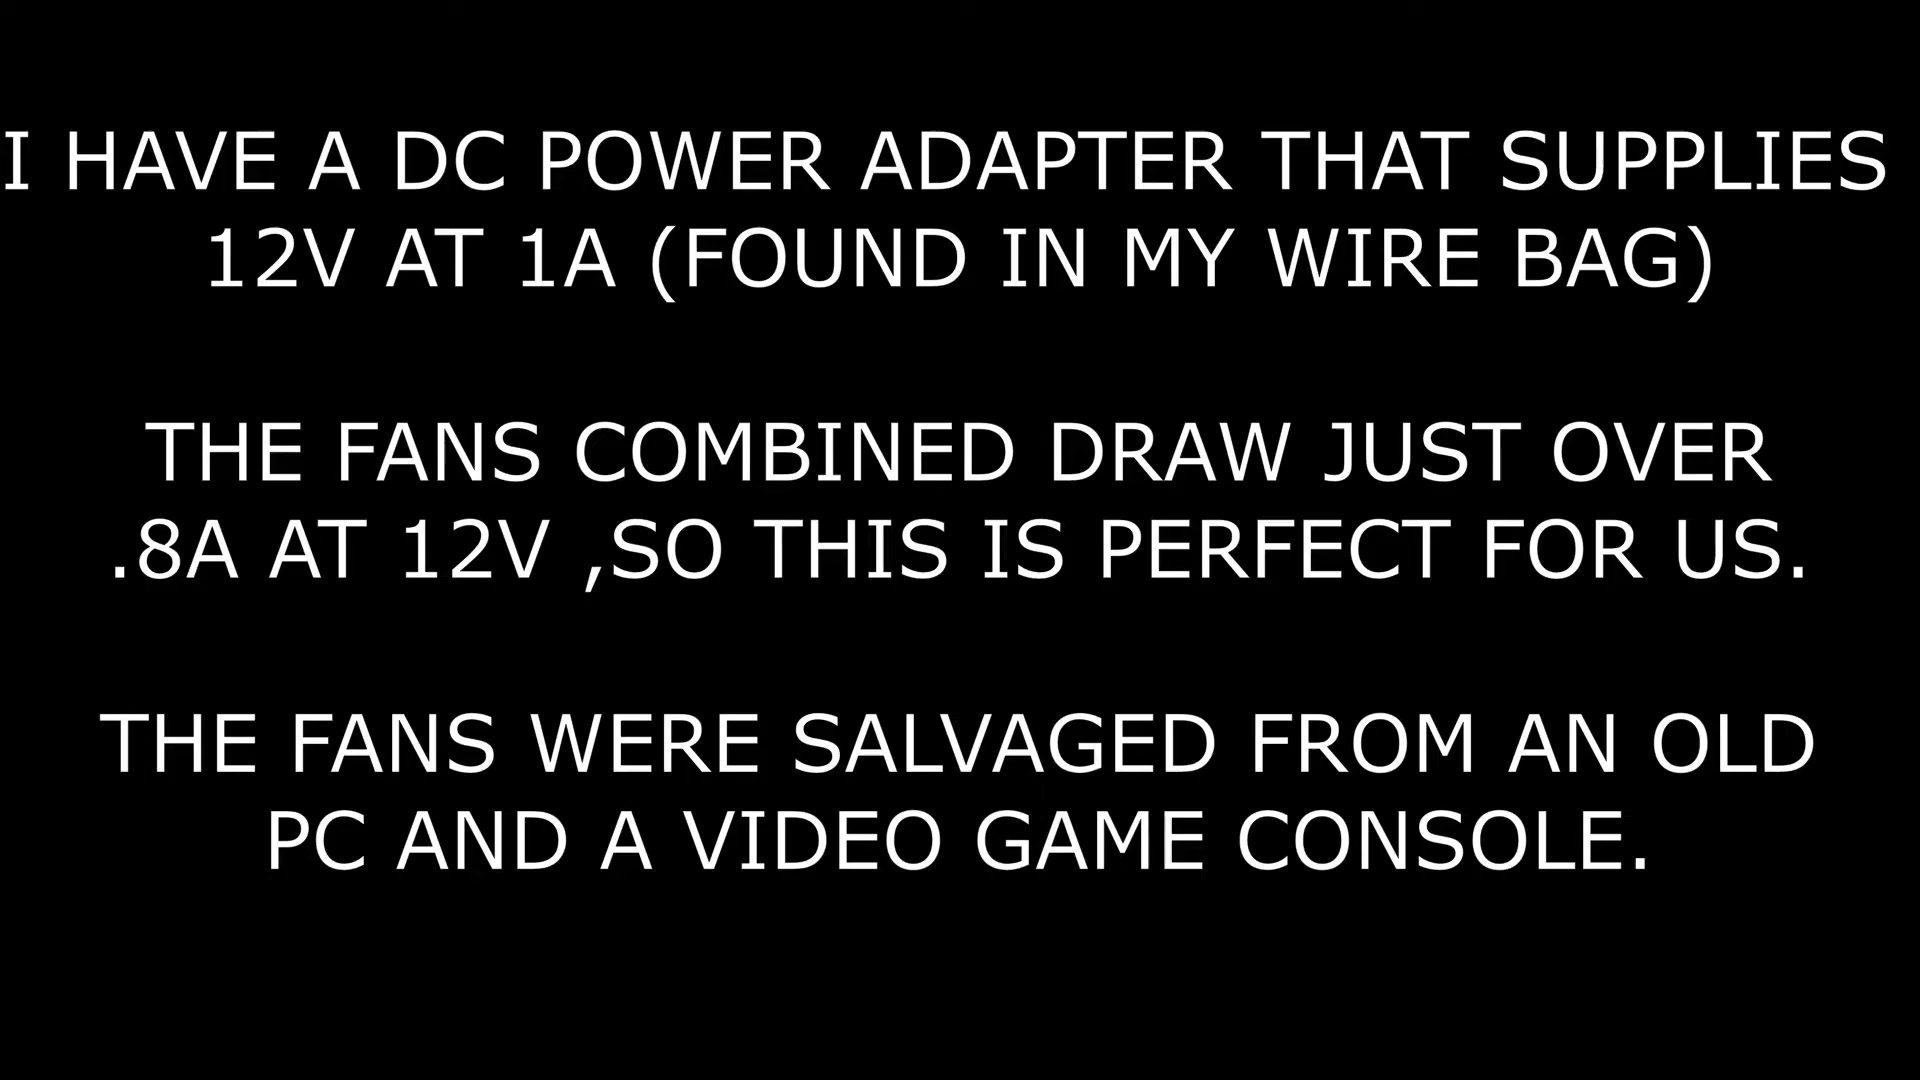 I HAVE A DC POWER ADAPTER THAT SUPPLIES
12V AT 1A (FOUND IN MY WIRE BAG)
THE FANS COMBINED DRAW JUST OVER
.8A AT 12V ,SO THIS IS PERFECT FOR US.
THE FANS WERE SALVAGED FROM AN OLD
PC AND A VIDEO GAME CONSOLE.